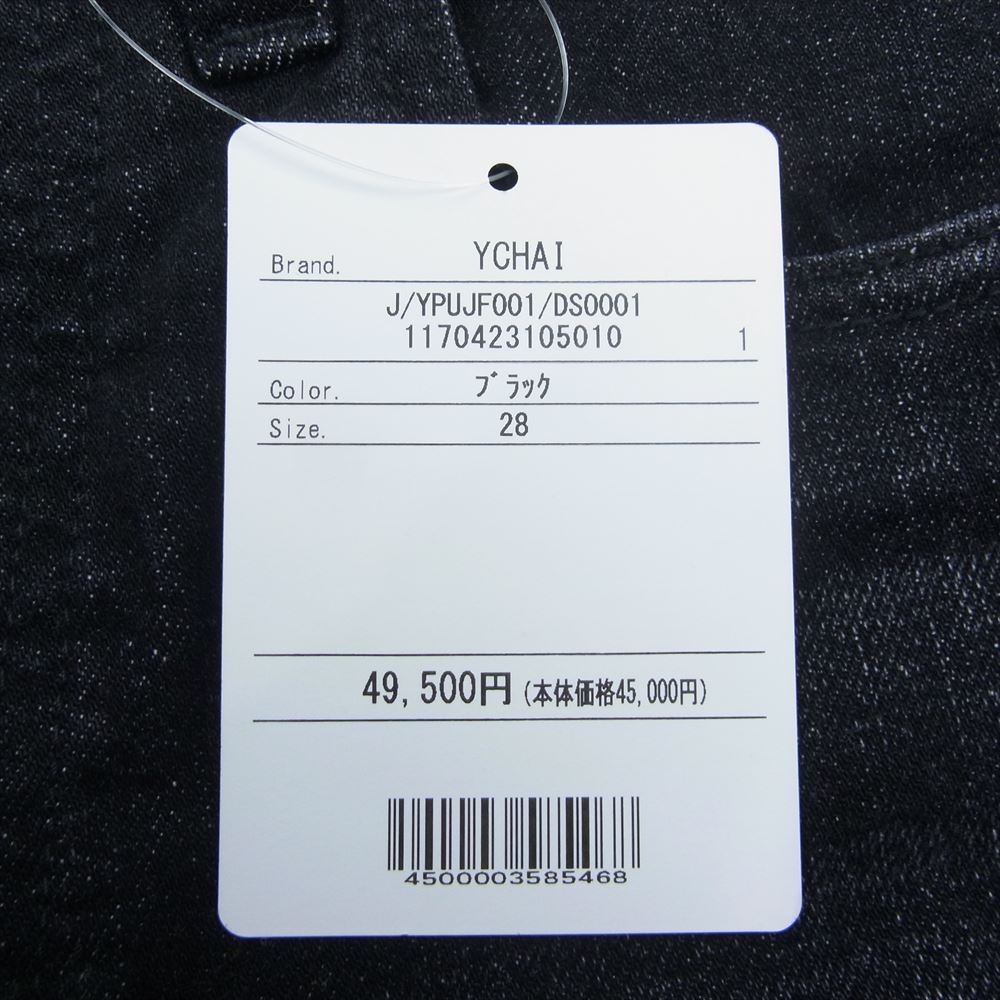 Brand. YCHAI
J/YPUJF001/DS0001
1170423105010 1
Color. ﾌﾞﾗｯｸ
Size. 28
49,500円 (本体価格45,000円)
4500003585468